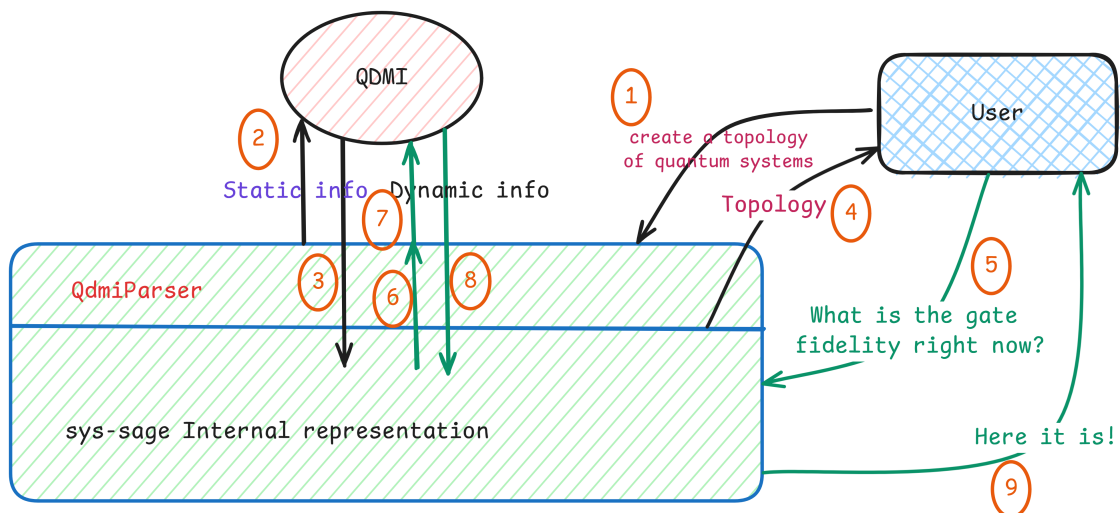 QDMI
1
User
2
create a topology
of quantum systems
Static info
Dynamic info
7
Topology
4
5
3
6
8
QdmiParser
What is the gate
fidelity right now?
sys-sage Internal representation
Here it is!
9